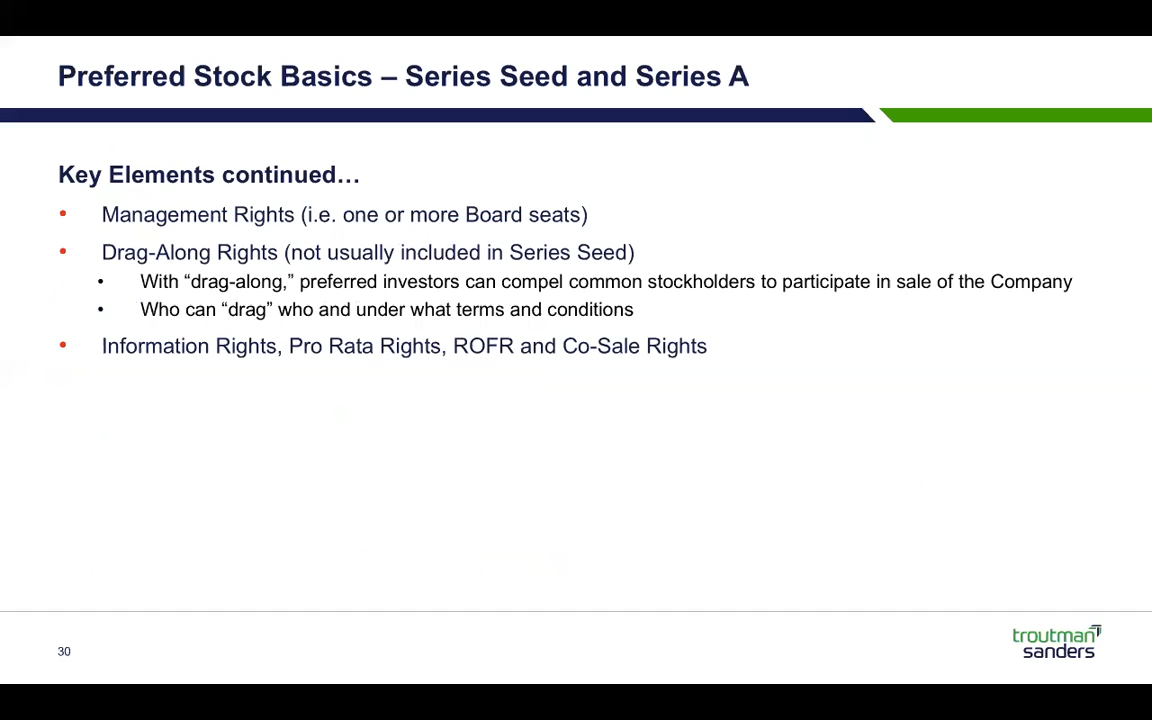 Preferred Stock Basics – Series Seed and Series A
Key Elements continued…
• Management Rights (i.e. one or more Board seats)
• Drag-Along Rights (not usually included in Series Seed)
• With “drag-along,” preferred investors can compel common stockholders to participate in sale of the Company
• Who can “drag” who and under what terms and conditions
• Information Rights, Pro Rata Rights, ROFR and Co-Sale Rights
30
troutman
sanders